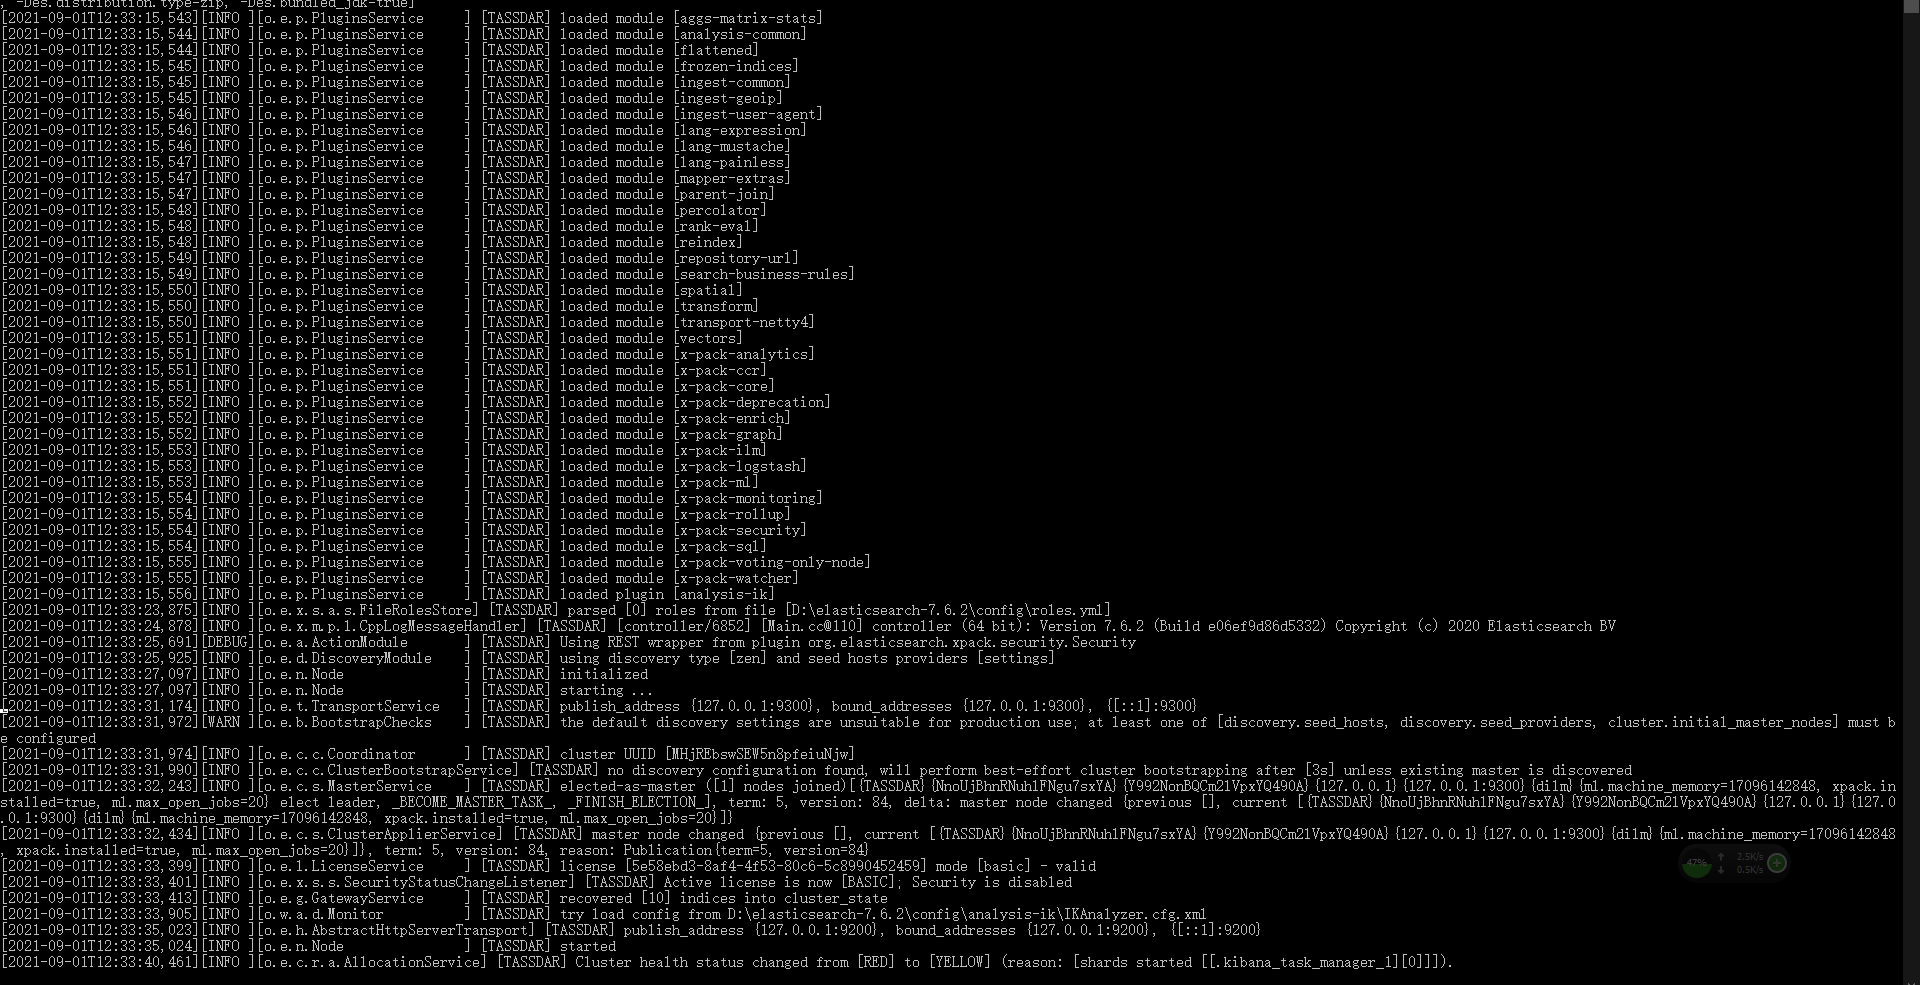 , -Des.distribution.type=zip, -Des.bundled_jdk=true]
[2021-09-01T12:33:15,543][INFO ][o.e.p.PluginsService     ] [TASSDAR] loaded module [aggs-matrix-stats]
[2021-09-01T12:33:15,544][INFO ][o.e.p.PluginsService     ] [TASSDAR] loaded module [analysis-common]
[2021-09-01T12:33:15,544][INFO ][o.e.p.PluginsService     ] [TASSDAR] loaded module [flattened]
[2021-09-01T12:33:15,545][INFO ][o.e.p.PluginsService     ] [TASSDAR] loaded module [frozen-indices]
[2021-09-01T12:33:15,545][INFO ][o.e.p.PluginsService     ] [TASSDAR] loaded module [ingest-common]
[2021-09-01T12:33:15,545][INFO ][o.e.p.PluginsService     ] [TASSDAR] loaded module [ingest-geoip]
[2021-09-01T12:33:15,546][INFO ][o.e.p.PluginsService     ] [TASSDAR] loaded module [ingest-user-agent]
[2021-09-01T12:33:15,546][INFO ][o.e.p.PluginsService     ] [TASSDAR] loaded module [lang-expression]
[2021-09-01T12:33:15,546][INFO ][o.e.p.PluginsService     ] [TASSDAR] loaded module [lang-mustache]
[2021-09-01T12:33:15,547][INFO ][o.e.p.PluginsService     ] [TASSDAR] loaded module [lang-painless]
[2021-09-01T12:33:15,547][INFO ][o.e.p.PluginsService     ] [TASSDAR] loaded module [mapper-extras]
[2021-09-01T12:33:15,547][INFO ][o.e.p.PluginsService     ] [TASSDAR] loaded module [parent-join]
[2021-09-01T12:33:15,548][INFO ][o.e.p.PluginsService     ] [TASSDAR] loaded module [percolator]
[2021-09-01T12:33:15,548][INFO ][o.e.p.PluginsService     ] [TASSDAR] loaded module [rank-eval]
[2021-09-01T12:33:15,548][INFO ][o.e.p.PluginsService     ] [TASSDAR] loaded module [reindex]
[2021-09-01T12:33:15,549][INFO ][o.e.p.PluginsService     ] [TASSDAR] loaded module [repository-url]
[2021-09-01T12:33:15,549][INFO ][o.e.p.PluginsService     ] [TASSDAR] loaded module [search-business-rules]
[2021-09-01T12:33:15,550][INFO ][o.e.p.PluginsService     ] [TASSDAR] loaded module [spatial]
[2021-09-01T12:33:15,550][INFO ][o.e.p.PluginsService     ] [TASSDAR] loaded module [transform]
[2021-09-01T12:33:15,550][INFO ][o.e.p.PluginsService     ] [TASSDAR] loaded module [transport-netty4]
[2021-09-01T12:33:15,551][INFO ][o.e.p.PluginsService     ] [TASSDAR] loaded module [vectors]
[2021-09-01T12:33:15,551][INFO ][o.e.p.PluginsService     ] [TASSDAR] loaded module [x-pack-analytics]
[2021-09-01T12:33:15,551][INFO ][o.e.p.PluginsService     ] [TASSDAR] loaded module [x-pack-ccr]
[2021-09-01T12:33:15,551][INFO ][o.e.p.PluginsService     ] [TASSDAR] loaded module [x-pack-core]
[2021-09-01T12:33:15,552][INFO ][o.e.p.PluginsService     ] [TASSDAR] loaded module [x-pack-deprecation]
[2021-09-01T12:33:15,552][INFO ][o.e.p.PluginsService     ] [TASSDAR] loaded module [x-pack-enrich]
[2021-09-01T12:33:15,552][INFO ][o.e.p.PluginsService     ] [TASSDAR] loaded module [x-pack-graph]
[2021-09-01T12:33:15,553][INFO ][o.e.p.PluginsService     ] [TASSDAR] loaded module [x-pack-ilm]
[2021-09-01T12:33:15,553][INFO ][o.e.p.PluginsService     ] [TASSDAR] loaded module [x-pack-logstash]
[2021-09-01T12:33:15,553][INFO ][o.e.p.PluginsService     ] [TASSDAR] loaded module [x-pack-ml]
[2021-09-01T12:33:15,554][INFO ][o.e.p.PluginsService     ] [TASSDAR] loaded module [x-pack-monitoring]
[2021-09-01T12:33:15,554][INFO ][o.e.p.PluginsService     ] [TASSDAR] loaded module [x-pack-rollup]
[2021-09-01T12:33:15,554][INFO ][o.e.p.PluginsService     ] [TASSDAR] loaded module [x-pack-security]
[2021-09-01T12:33:15,554][INFO ][o.e.p.PluginsService     ] [TASSDAR] loaded module [x-pack-sql]
[2021-09-01T12:33:15,555][INFO ][o.e.p.PluginsService     ] [TASSDAR] loaded module [x-pack-voting-only-node]
[2021-09-01T12:33:15,555][INFO ][o.e.p.PluginsService     ] [TASSDAR] loaded module [x-pack-watcher]
[2021-09-01T12:33:15,556][INFO ][o.e.p.PluginsService     ] [TASSDAR] loaded plugin [analysis-ik]
[2021-09-01T12:33:23,875][INFO ][o.e.x.s.a.s.FileRolesStore] [TASSDAR] parsed [0] roles from file [D:\elasticsearch-7.6.2\config\roles.yml]
[2021-09-01T12:33:24,878][INFO ][o.e.x.m.p.l.CppLogMessageHandler] [TASSDAR] [controller/6852] [Main.cc@110] controller (64 bit): Version 7.6.2 (Build e06ef9d86d5332) Copyright (c) 2020 Elasticsearch BV
[2021-09-01T12:33:25,691][DEBUG][o.e.a.ActionModule       ] [TASSDAR] Using REST wrapper from plugin org.elasticsearch.xpack.security.Security
[2021-09-01T12:33:25,925][INFO ][o.e.d.DiscoveryModule    ] [TASSDAR] using discovery type [zen] and seed hosts providers [settings]
[2021-09-01T12:33:27,097][INFO ][o.e.n.Node               ] [TASSDAR] initialized
[2021-09-01T12:33:27,097][INFO ][o.e.n.Node               ] [TASSDAR] starting ...
[2021-09-01T12:33:31,174][INFO ][o.e.t.TransportService   ] [TASSDAR] publish_address {127.0.0.1:9300}, bound_addresses {127.0.0.1:9300}, {[::1]:9300}
[2021-09-01T12:33:31,972][WARN ][o.e.b.BootstrapChecks    ] [TASSDAR] the default discovery settings are unsuitable for production use; at least one of [discovery.seed_hosts, discovery.seed_providers, cluster.initial_master_nodes] must b
e configured
[2021-09-01T12:33:31,974][INFO ][o.e.c.c.Coordinator      ] [TASSDAR] cluster UUID [MHjREbswSEW5n8pfeiuNjw]
[2021-09-01T12:33:31,990][INFO ][o.e.c.c.ClusterBootstrapService] [TASSDAR] no discovery configuration found, will perform best-effort cluster bootstrapping after [3s] unless existing master is discovered
[2021-09-01T12:33:32,243][INFO ][o.e.c.s.MasterService    ] [TASSDAR] elected-as-master ([1] nodes joined)[{TASSDAR}{NnoUjBhnRNuh1FNgu7sxYA}{Y992NonBQCm21VpxYQ490A}{127.0.0.1}{127.0.0.1:9300}{dilm}{ml.machine_memory=17096142848, xpack.in
stalled=true, ml.max_open_jobs=20} elect leader, _BECOME_MASTER_TASK_, _FINISH_ELECTION_], term: 5, version: 84, delta: master node changed {previous [], current [{TASSDAR}{NnoUjBhnRNuh1FNgu7sxYA}{Y992NonBQCm21VpxYQ490A}{127.0.0.1}{127.0.
0.1:9300}{dilm}{ml.machine_memory=17096142848, xpack.installed=true, ml.max_open_jobs=20}]}
[2021-09-01T12:33:32,434][INFO ][o.e.c.s.ClusterApplierService] [TASSDAR] master node changed {previous [], current [{TASSDAR}{NnoUjBhnRNuh1FNgu7sxYA}{Y992NonBQCm21VpxYQ490A}{127.0.0.1}{127.0.0.1:9300}{dilm}{ml.machine_memory=17096142848
, xpack.installed=true, ml.max_open_jobs=20}]}, term: 5, version: 84, reason: Publication{term=5, version=84}
[2021-09-01T12:33:33,399][INFO ][o.e.l.LicenseService     ] [TASSDAR] license [5e58ebd3-8af4-4f53-80c6-5c8990452459] mode [basic] - valid
[2021-09-01T12:33:33,401][INFO ][o.e.x.s.s.SecurityStatusChangeListener] [TASSDAR] Active license is now [BASIC]; Security is disabled
[2021-09-01T12:33:33,413][INFO ][o.e.g.GatewayService     ] [TASSDAR] recovered [10] indices into cluster_state
[2021-09-01T12:33:33,905][INFO ][o.w.a.d.Monitor          ] [TASSDAR] try load config from D:\elasticsearch-7.6.2\config\analysis-ik\IKAnalyzer.cfg.xml
[2021-09-01T12:33:35,023][INFO ][o.e.h.AbstractHttpServerTransport] [TASSDAR] publish_address {127.0.0.1:9200}, bound_addresses {127.0.0.1:9200}, {[::1]:9200}
[2021-09-01T12:33:35,024][INFO ][o.e.n.Node               ] [TASSDAR] started
[2021-09-01T12:33:40,461][INFO ][o.e.c.r.a.AllocationService] [TASSDAR] Cluster health status changed from [RED] to [YELLOW] (reason: [shards started [[.kibana_task_manager_1][0]]]).
47%
2.5K/s
0.5K/s